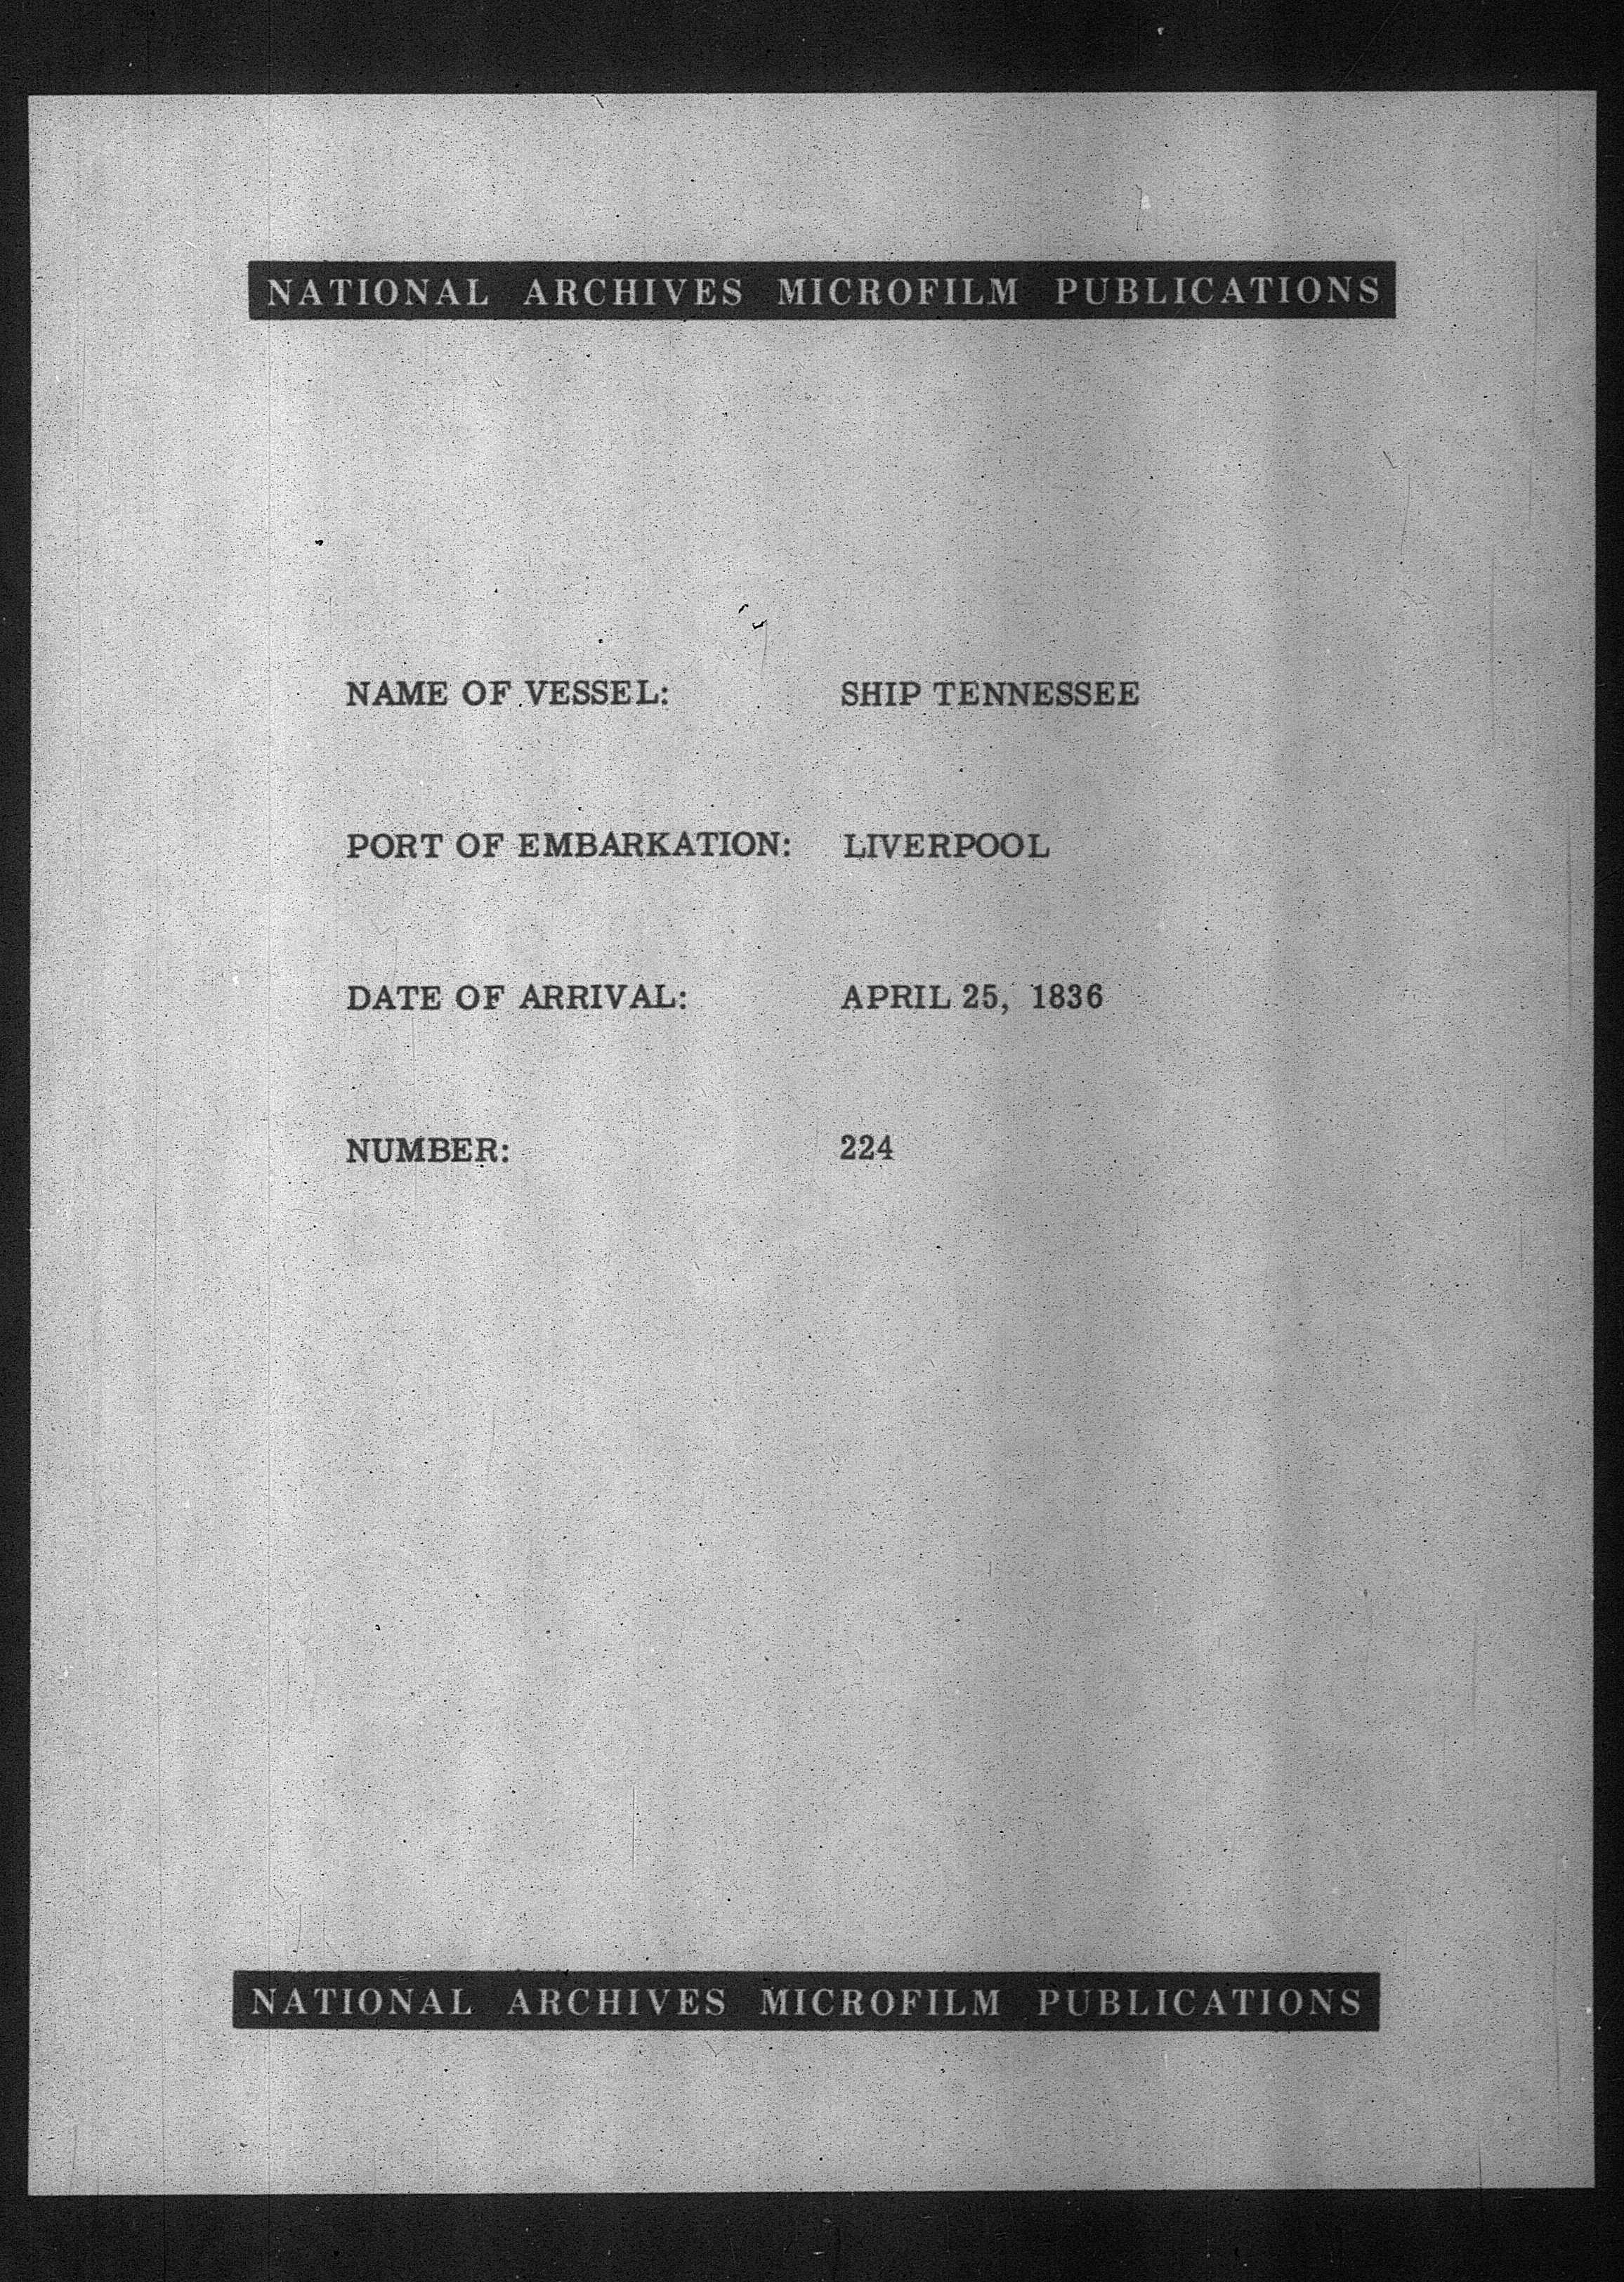 NATIONAL ARCHIVES MICROFILM PUBLICATIONS
NAME OF VESSEL: SHIP TENNESSEE
PORT OF EMBARKATION: LIVERPOOL
DATE OF ARRIVAL: APRIL 25, 1836
NUMBER: 224
NATIONAL ARCHIVES MICROFILM PUBLICATIONS